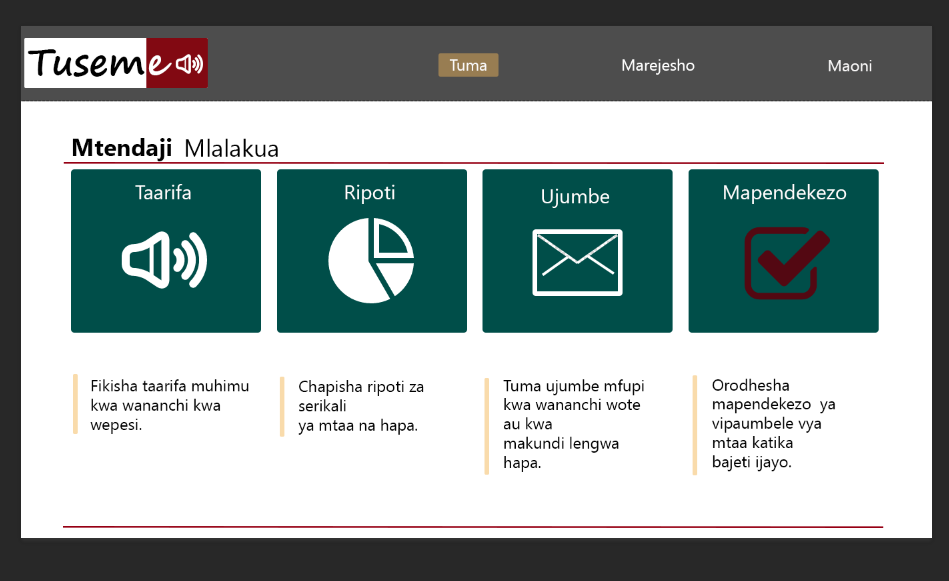 Tuseme
Tuma
Marejesho
Maoni
Mtendaji Mlalakua
Taarifa
Ripoti
Ujumbe
Mapendekezo
Fikisha taarifa muhimu
kwa wananchi kwa
wepesi.
Chapisha ripoti za
serikali
ya mtaa na hapa.
Tuma ujumbe mfupi
kwa wananchi wote
au kwa
makundi lengwa
hapa.
Orodhesha
mapendekezo ya
vipaumbele vya
mtaa katika
bajeti ijayo.